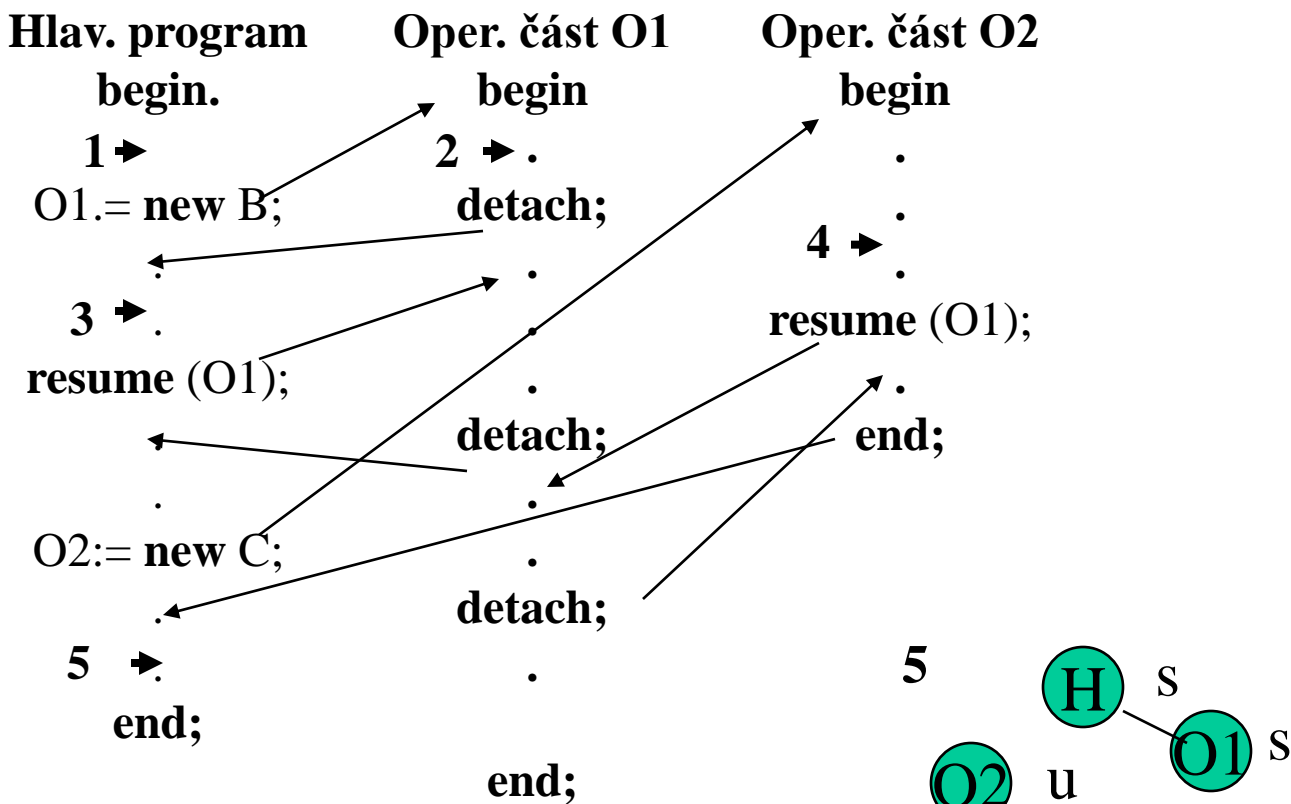 Hlav. program Oper. část O1 Oper. část O2
begin. begin begin
1 2 . .
O1.= new B; detach; .
4
. . .
3 . . resume (O1);
resume (O1); . .
. detach; end;
. .
O2:= new C; .
. detach;
5 . . 5 H s
end; O1 s
end; O2 u